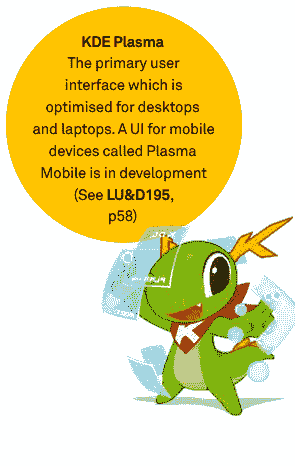 KDE Plasma
The primary user
interface which is
optimised for desktops
and laptops. A UI for mobile
devices called Plasma
Mobile is in development
(See LU&D195,
p58)